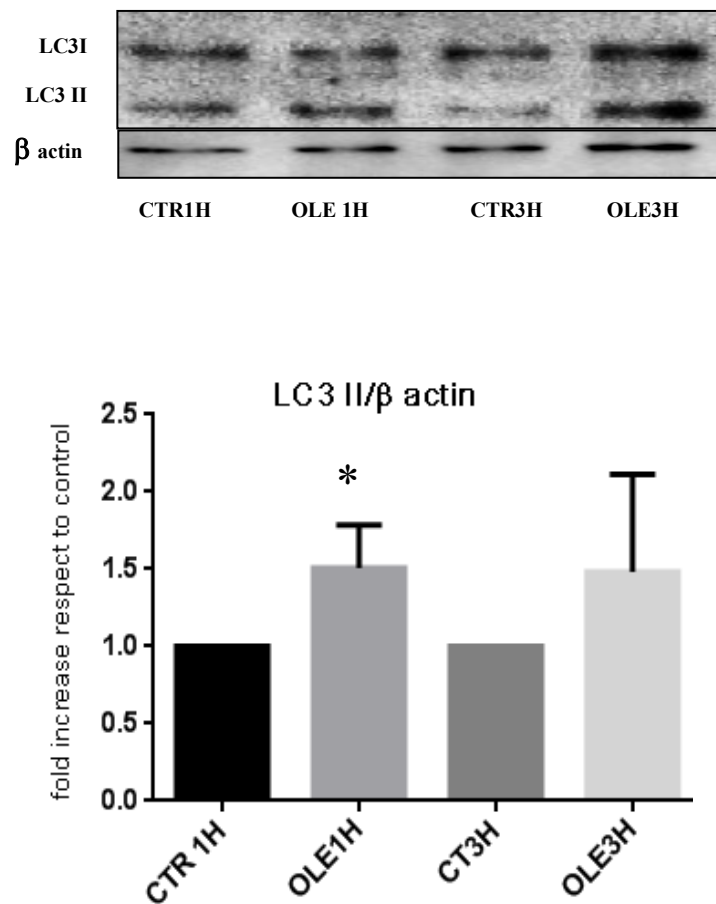 LC3I
LC3 II
β actin
CTR1H OLE 1H CTR3H OLE3H
LC3 II/β actin
fold increase respect to control
2.5
2.0
1.5
1.0
0.5
0.0
*
CTR 1H OLE1H CT3H OLE3H